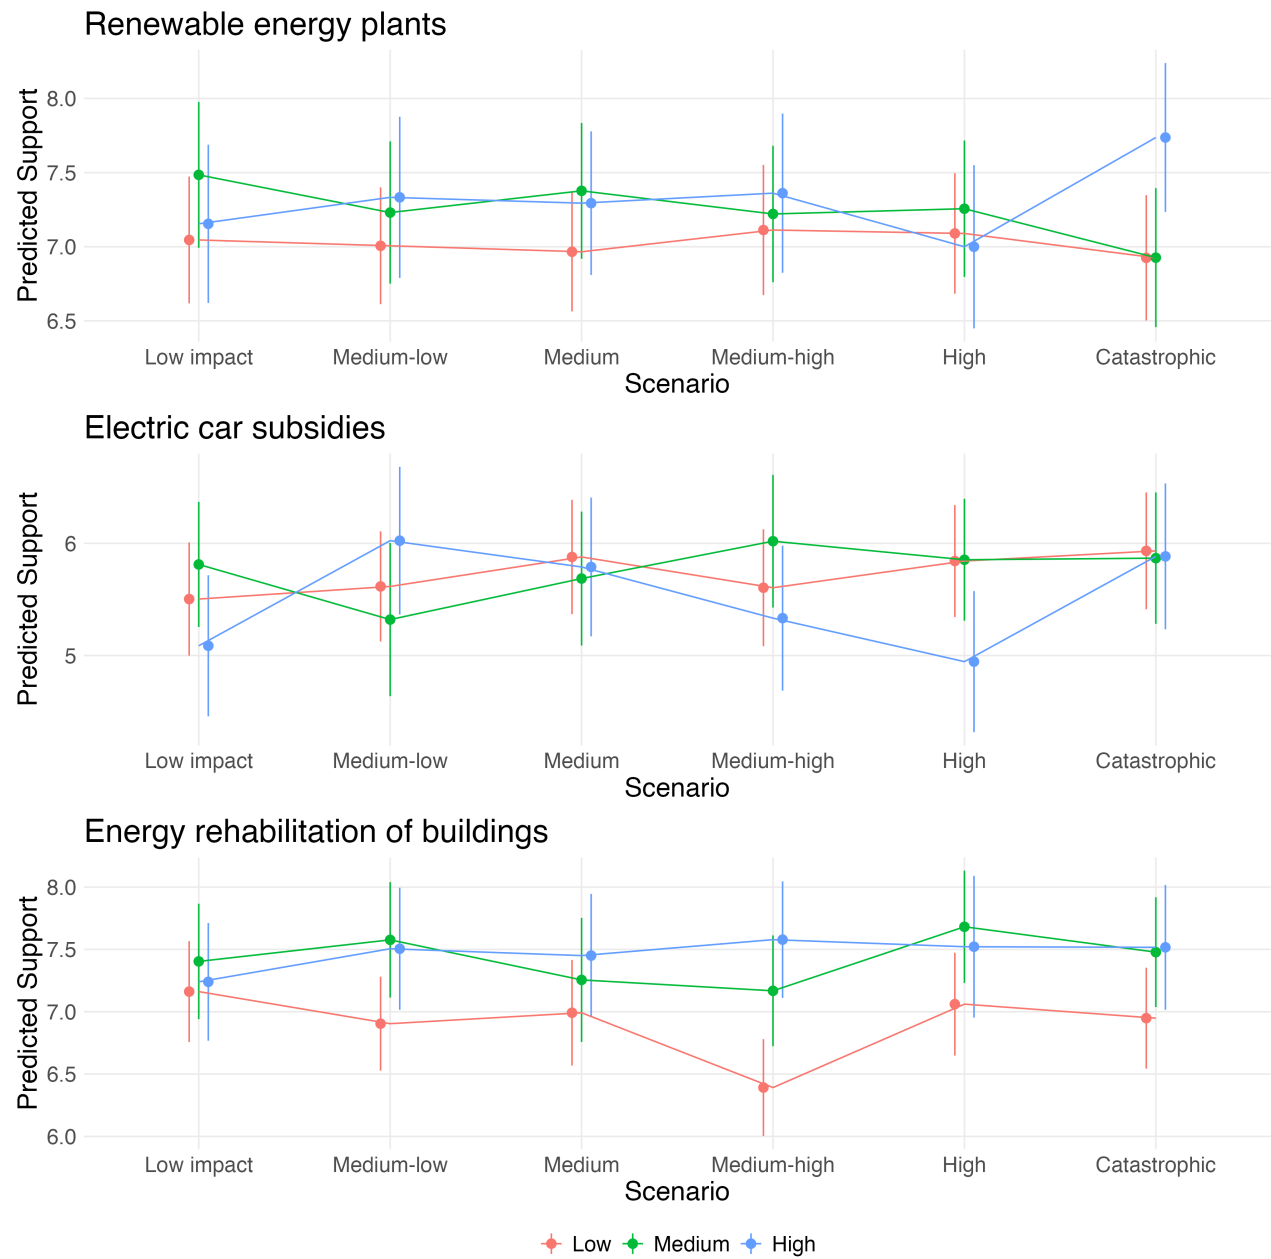 Renewable energy plants
Predicted Support
8.0
7.5
7.0
6.5
Low impact Medium-low Medium Medium-high High Catastrophic
Scenario
Electric car subsidies
Predicted Support
6
5
Low impact Medium-low Medium Medium-high High Catastrophic
Scenario
Energy rehabilitation of buildings
Predicted Support
8.0
7.5
7.0
6.5
6.0
Low impact Medium-low Medium Medium-high High Catastrophic
Scenario
Low Medium High